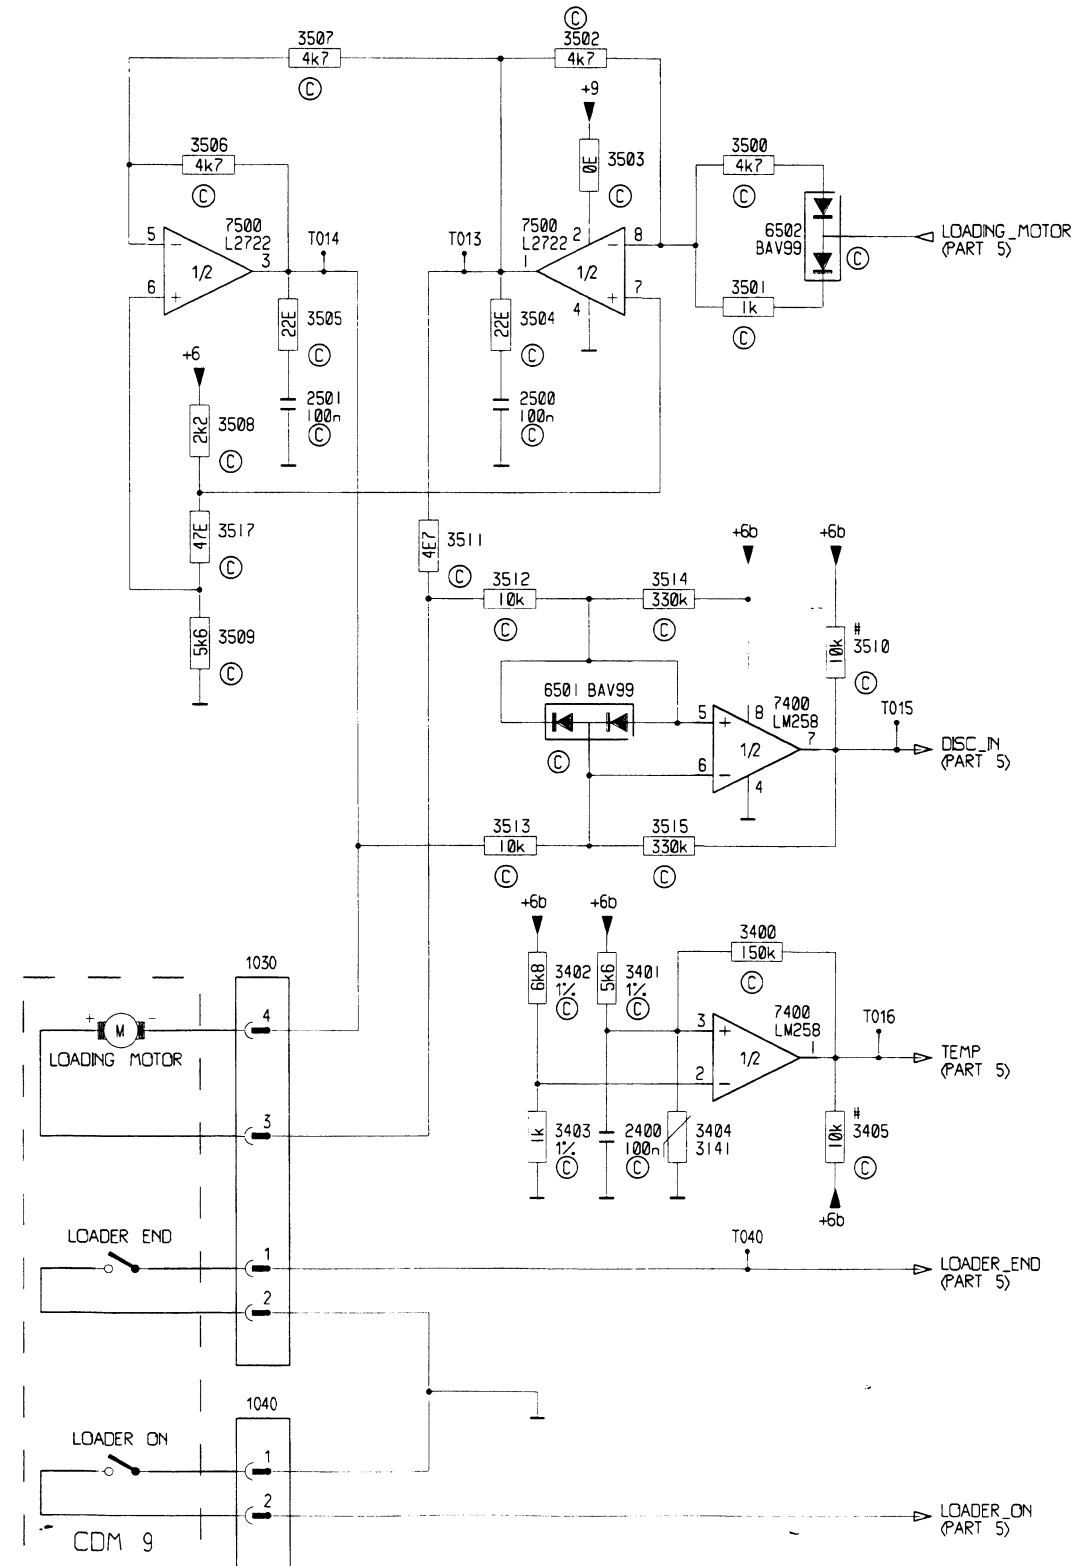 C
3507
4k7
C
3502
4k7
+9
3506
4k7
C
3503
0E
C
3500
4k7
C
7500
L2722
5
−
6
+
3
1/2
T014
T013
7500
L2722
2
−
8
1
1/2
7
+
4
6502
BAV99
C
LOADING_MOTOR
(PART 5)
3501
1k
C
3505
22E
C
3504
22E
C
+6
2501
100n
C
2500
100n
C
3508
2k2
C
3517
47E
C
3511
4E7
C
+6b
+6b
3512
10k
C
3514
330k
C
3509
5k6
C
#
3510
10k
C
6501 BAV99
C
5
+
8
7400
LM258
7
1/2
6
−
4
T015
DISC_IN
(PART 5)
3513
10k
C
3515
330k
C
+6b
+6b
3400
150k
C
1030
3402
1%
6k8
C
3401
1%
5k6
C
+
M
−
4
LOADING MOTOR
3
+
7400
LM258
1
1/2
2
−
T016
TEMP
(PART 5)
3
3403
1%
1k
C
2400
100n
C
3404
3141
#
3405
10k
C
+6b
LOADER END
1
2
T040
LOADER_END
(PART 5)
1040
LOADER ON
1
2
LOADER_ON
(PART 5)
CDM 9